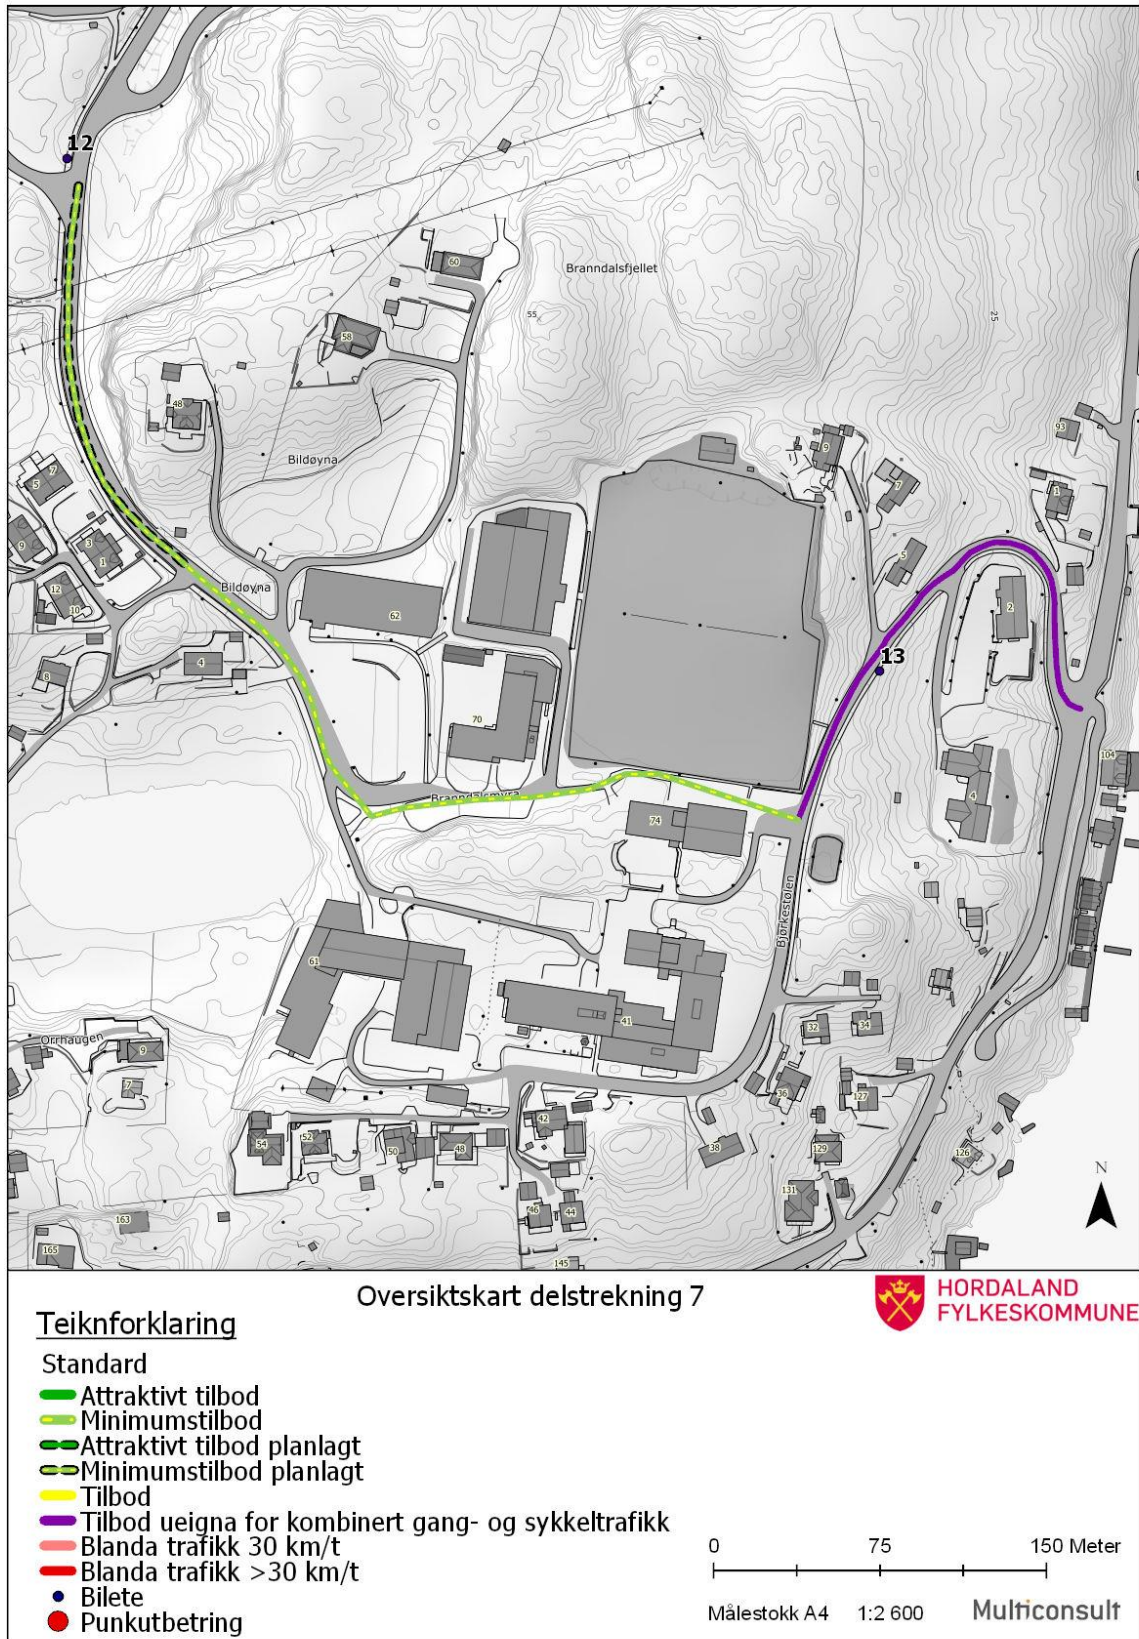 12
60
Branndalsfjellet
55
25
58
48
93
9
Bildøyna
7
7
5
1
9
3
1
5
12
10
Bildøyna
62
2
4
13
8
70
104
Branndalsmyra
4
74
Bjørkestølen
61
41
Orrhaugen
9
32
34
7
36
127
42
54
52
50
48
38
129
126
131
46
44
163
165
145
N
Oversiktskart delstrekning 7
HORDALAND
FYLKESKOMMUNE
Teiknforklaring
Standard
Attraktivt tilbod
Minimumstilbod
Attraktivt tilbod planlagt
Minimumstilbod planlagt
Tilbod
Tilbod ueigna for kombinert gang- og sykkeltrafikk
Blanda trafikk 30 km/t
Blanda trafikk >30 km/t
Bilete
Punkutbetring
0 75 150 Meter
Målestokk A4 1:2 600
Multiconsult